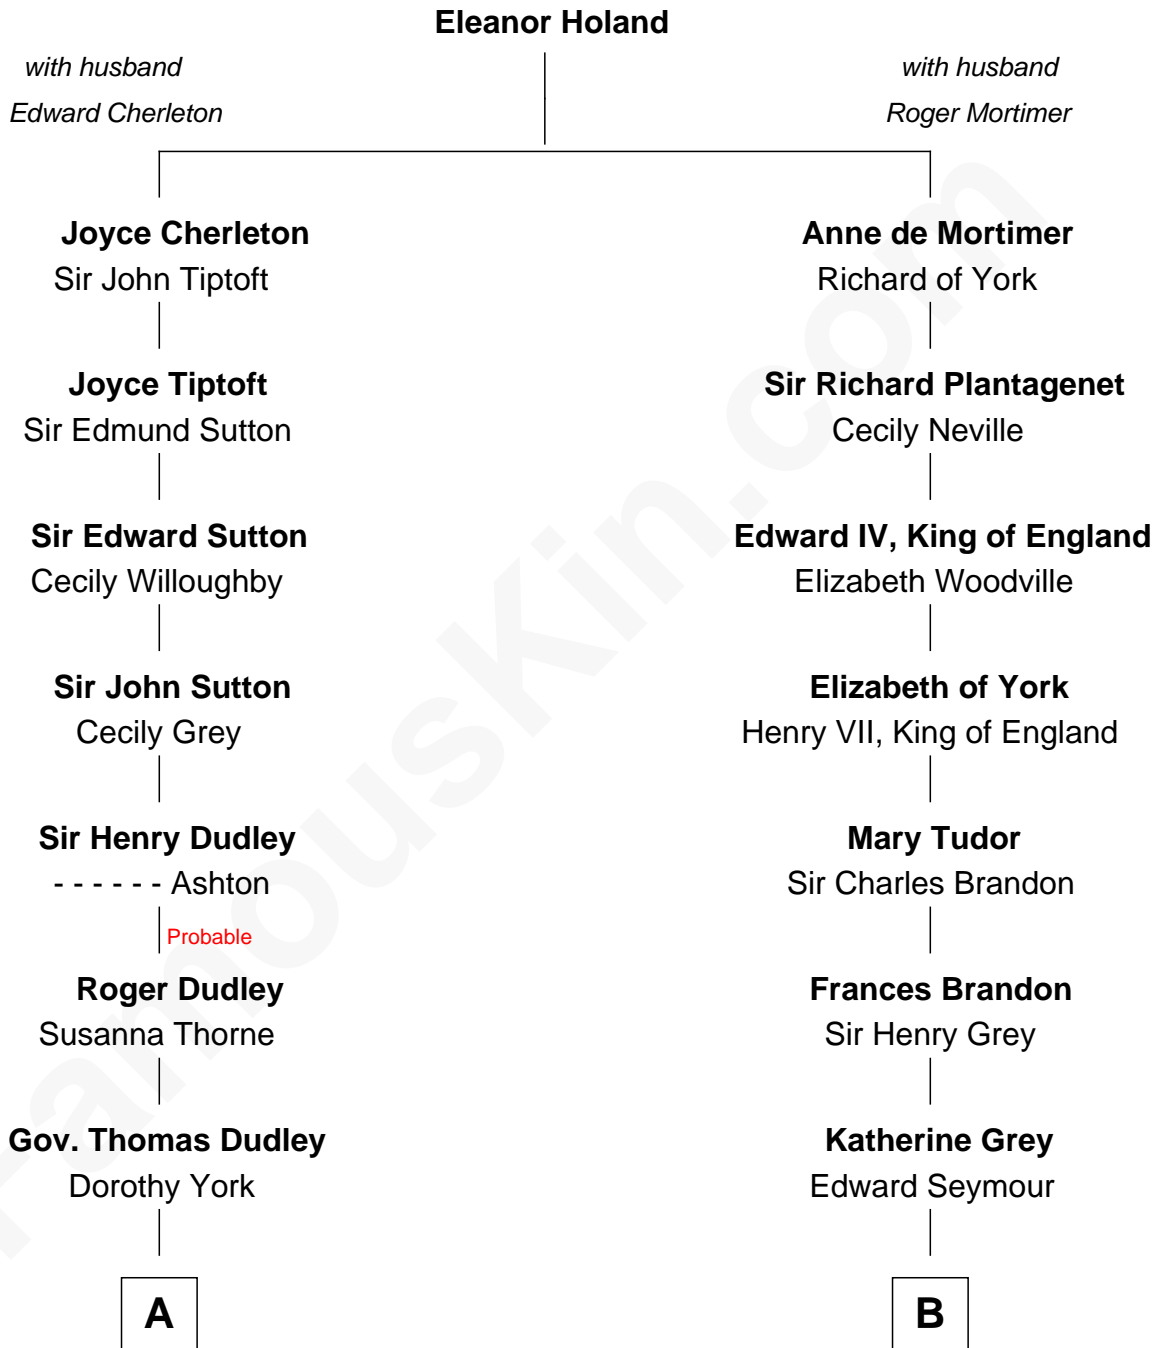 Eleanor Holand
with husband
Edward Cherleton
with husband
Roger Mortimer
Joyce Cherleton
Sir John Tiptoft
Anne de Mortimer
Richard of York
Joyce Tiptoft
Sir Edmund Sutton
Sir Richard Plantagenet
Cecily Neville
Sir Edward Sutton
Cecily Willoughby
Edward IV, King of England
Elizabeth Woodville
Sir John Sutton
Cecily Grey
Elizabeth of York
Henry VII, King of England
Sir Henry Dudley
- - - - - - Ashton
Mary Tudor
Sir Charles Brandon
Probable
Roger Dudley
Susanna Thorne
Frances Brandon
Sir Henry Grey
Gov. Thomas Dudley
Dorothy York
Katherine Grey
Edward Seymour
A
B
FamousKin.com